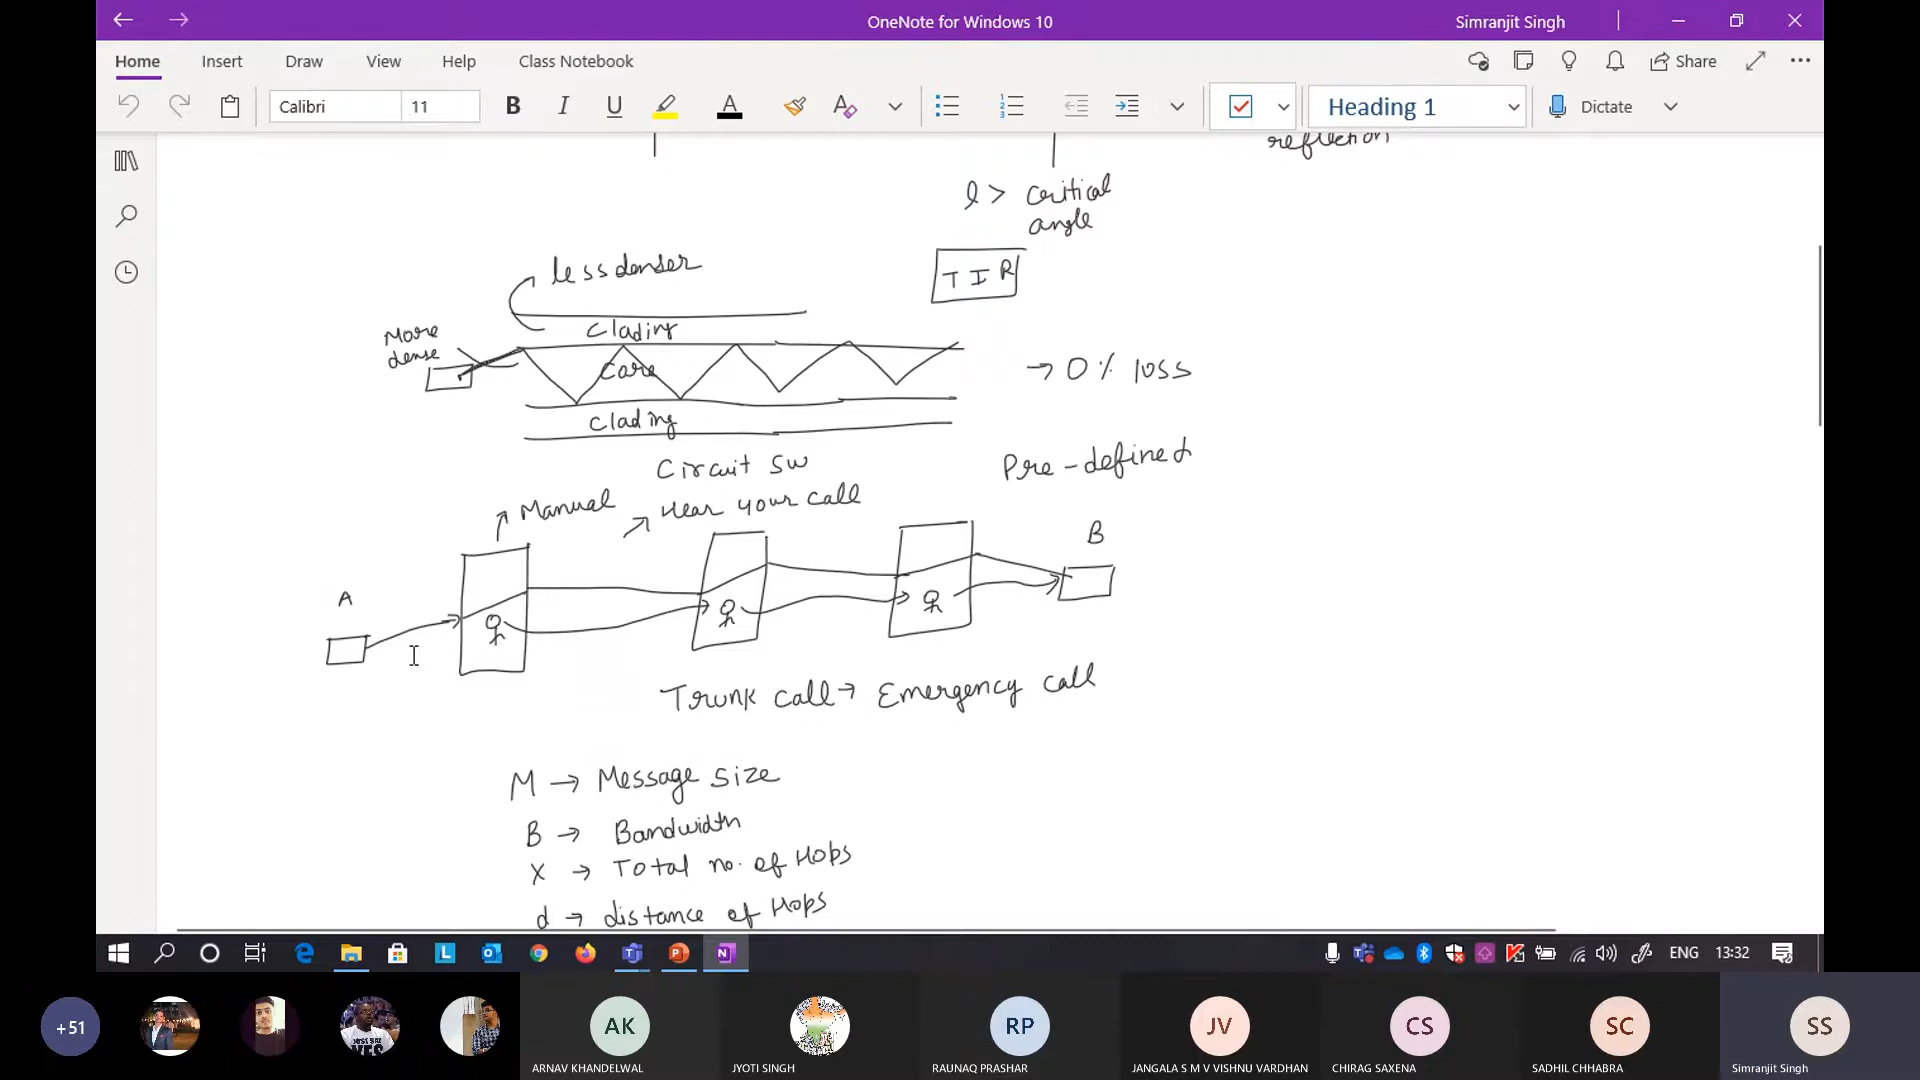 OneNote for Windows 10
Simranjit Singh
Home Insert Draw View Help Class Notebook
Share
Calibri 11 B I U A A Heading 1 Dictate
reflection
critical
angle
TIR
less denser
More
dense
Clading
Core
Clading
→ 0% loss
Circuit SW
Pre-defined
Manual
Hear your call
A
B
Trunk call → Emergency call
M → Message size
B → Bandwidth
X → Total no. of Hops
d → distance of Hops
ENG 13:32
+51
AK
RP
JV
CS
SC
SS
ARNAV KHANDELWAL
JYOTI SINGH
RAUNAQ PRASHAR
JANGALA S M V VISHNU VARDHAN
CHIRAG SAXENA
SADHIL CHHABRA
Simranjit Singh